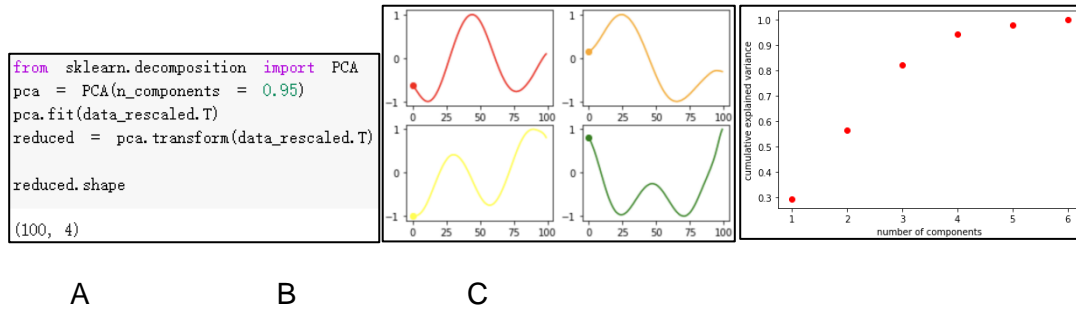 from sklearn.decomposition import PCA
pca = PCA(n_components = 0.95)
pca.fit(data_rescaled.T)
reduced = pca.transform(data_rescaled.T)
reduced.shape
(100, 4)
1
0
-1
0 25 50 75 100
1
0
-1
0 25 50 75 100
1
0
-1
0 25 50 75 100
1
0
-1
0 25 50 75 100
cumulative explained variance
1.0
0.9
0.8
0.7
0.6
0.5
0.4
0.3
1 2 3 4 5 6
number of components
A B C